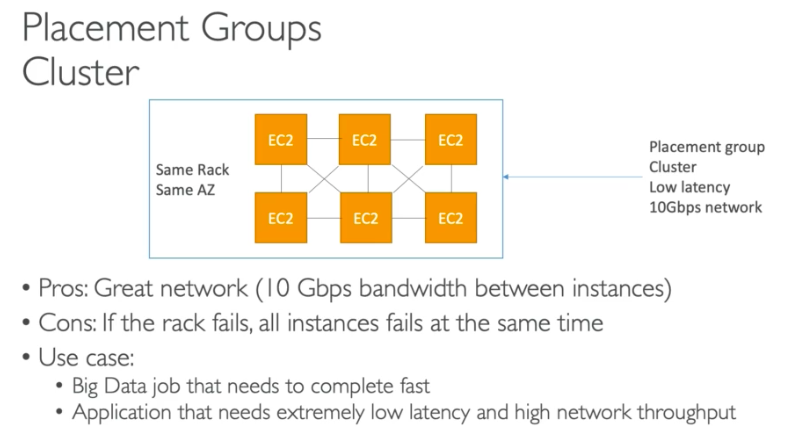 Placement Groups
Cluster
EC2 EC2 EC2
Same Rack
Same AZ
EC2 EC2 EC2
Placement group
Cluster
Low latency
10Gbps network
• Pros: Great network (10 Gbps bandwidth between instances)
• Cons: If the rack fails, all instances fails at the same time
• Use case:
• Big Data job that needs to complete fast
• Application that needs extremely low latency and high network throughput